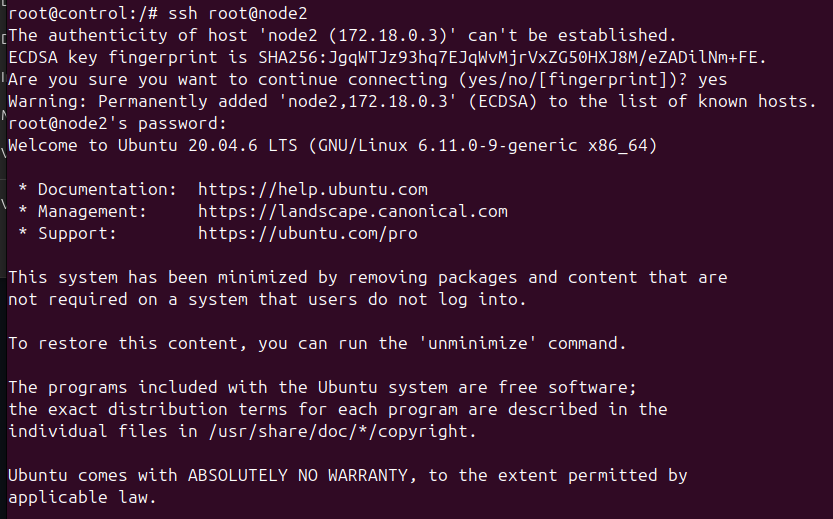 root@control:/# ssh root@node2
The authenticity of host 'node2 (172.18.0.3)' can't be established.
ECDSA key fingerprint is SHA256:JgqWTJz93hq7EJqWvMjrVxZG50HXJ8M/eZADilNm+FE.
Are you sure you want to continue connecting (yes/no/[fingerprint])? yes
Warning: Permanently added 'node2,172.18.0.3' (ECDSA) to the list of known hosts.
root@node2's password:
Welcome to Ubuntu 20.04.6 LTS (GNU/Linux 6.11.0-9-generic x86_64)
* Documentation: https://help.ubuntu.com
* Management: https://landscape.canonical.com
* Support: https://ubuntu.com/pro
This system has been minimized by removing packages and content that are
not required on a system that users do not log into.
To restore this content, you can run the 'unminimize' command.
The programs included with the Ubuntu system are free software;
the exact distribution terms for each program are described in the
individual files in /usr/share/doc/*/copyright.
Ubuntu comes with ABSOLUTELY NO WARRANTY, to the extent permitted by
applicable law.